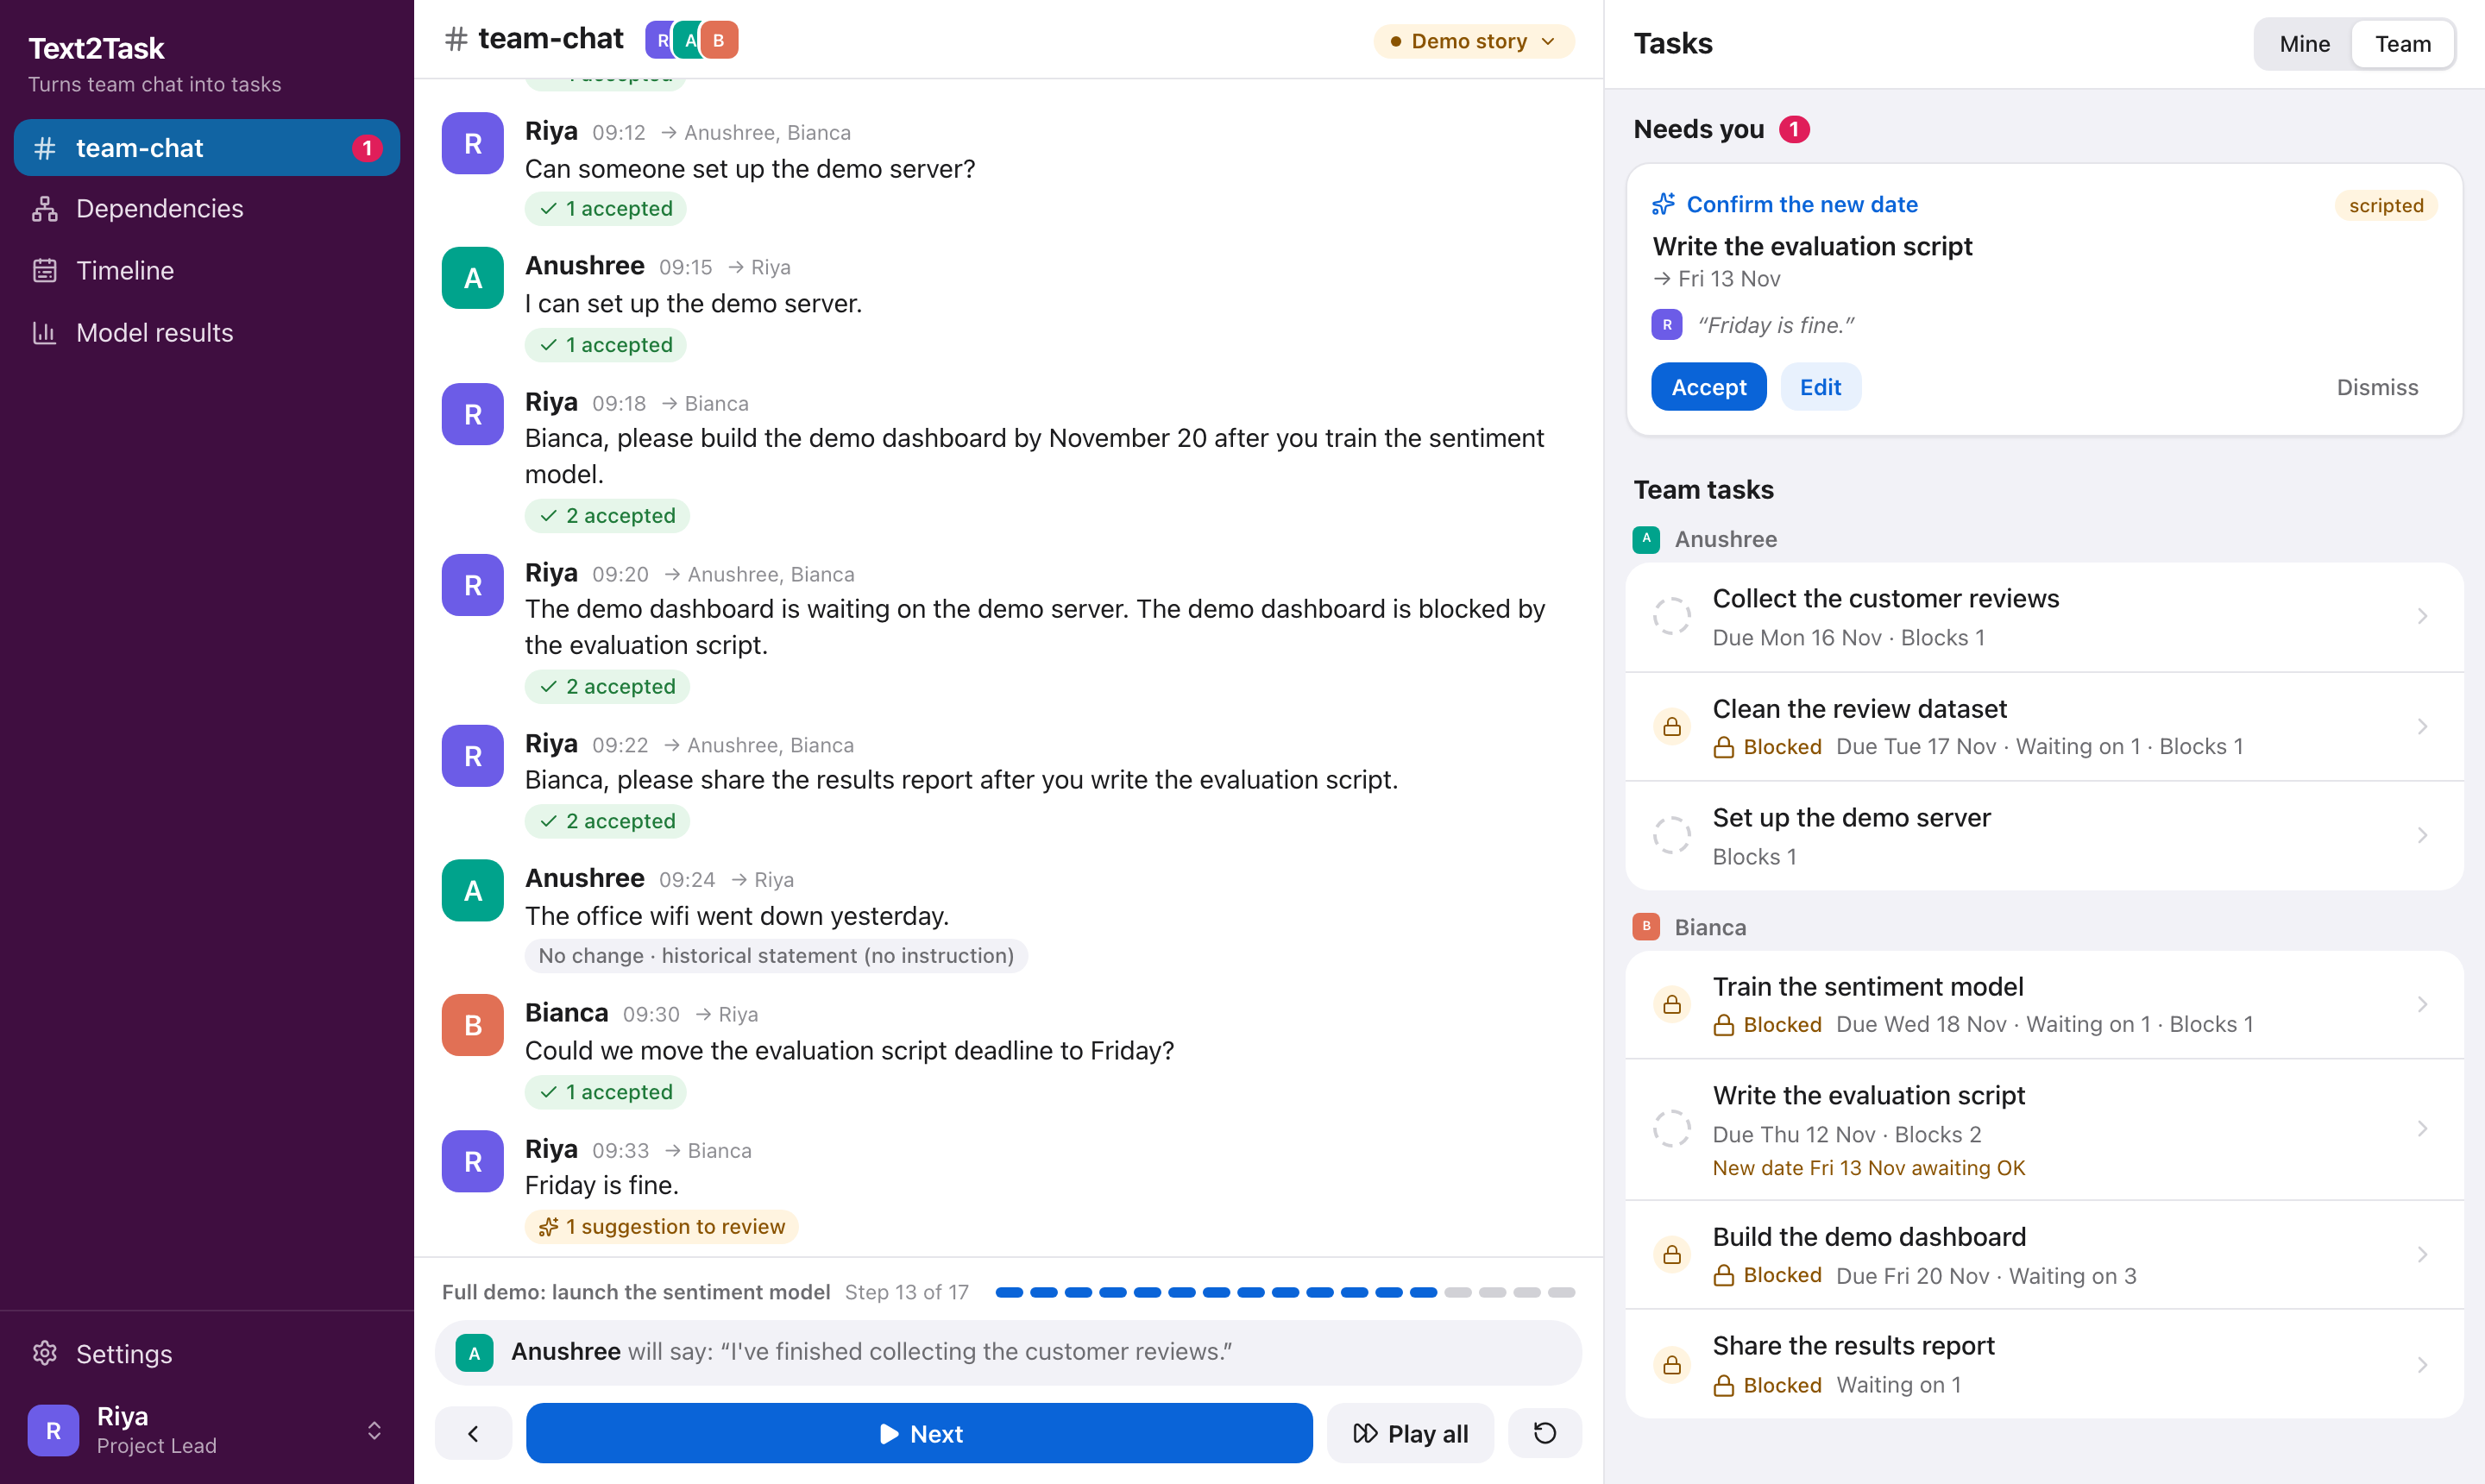 Text2Task
Turns team chat into tasks
# team-chat 1
Dependencies
Timeline
Model results
Settings
R Riya
Project Lead
# team-chat R A B
Demo story
1 accepted
R Riya 09:12 → Anushree, Bianca
Can someone set up the demo server?
✓ 1 accepted
A Anushree 09:15 → Riya
I can set up the demo server.
✓ 1 accepted
R Riya 09:18 → Bianca
Bianca, please build the demo dashboard by November 20 after you train the sentiment
model.
✓ 2 accepted
R Riya 09:20 → Anushree, Bianca
The demo dashboard is waiting on the demo server. The demo dashboard is blocked by
the evaluation script.
✓ 2 accepted
R Riya 09:22 → Anushree, Bianca
Bianca, please share the results report after you write the evaluation script.
✓ 2 accepted
A Anushree 09:24 → Riya
The office wifi went down yesterday.
No change · historical statement (no instruction)
B Bianca 09:30 → Riya
Could we move the evaluation script deadline to Friday?
✓ 1 accepted
R Riya 09:33 → Bianca
Friday is fine.
1 suggestion to review
Full demo: launch the sentiment model Step 13 of 17
A Anushree will say: “I've finished collecting the customer reviews.”
Next
Play all
Tasks
Mine Team
Needs you 1
Confirm the new date scripted
Write the evaluation script
→ Fri 13 Nov
R “Friday is fine.”
Accept Edit Dismiss
Team tasks
A Anushree
Collect the customer reviews
Due Mon 16 Nov · Blocks 1
Clean the review dataset
Blocked Due Tue 17 Nov · Waiting on 1 · Blocks 1
Set up the demo server
Blocks 1
B Bianca
Train the sentiment model
Blocked Due Wed 18 Nov · Waiting on 1 · Blocks 1
Write the evaluation script
Due Thu 12 Nov · Blocks 2
New date Fri 13 Nov awaiting OK
Build the demo dashboard
Blocked Due Fri 20 Nov · Waiting on 3
Share the results report
Blocked Waiting on 1